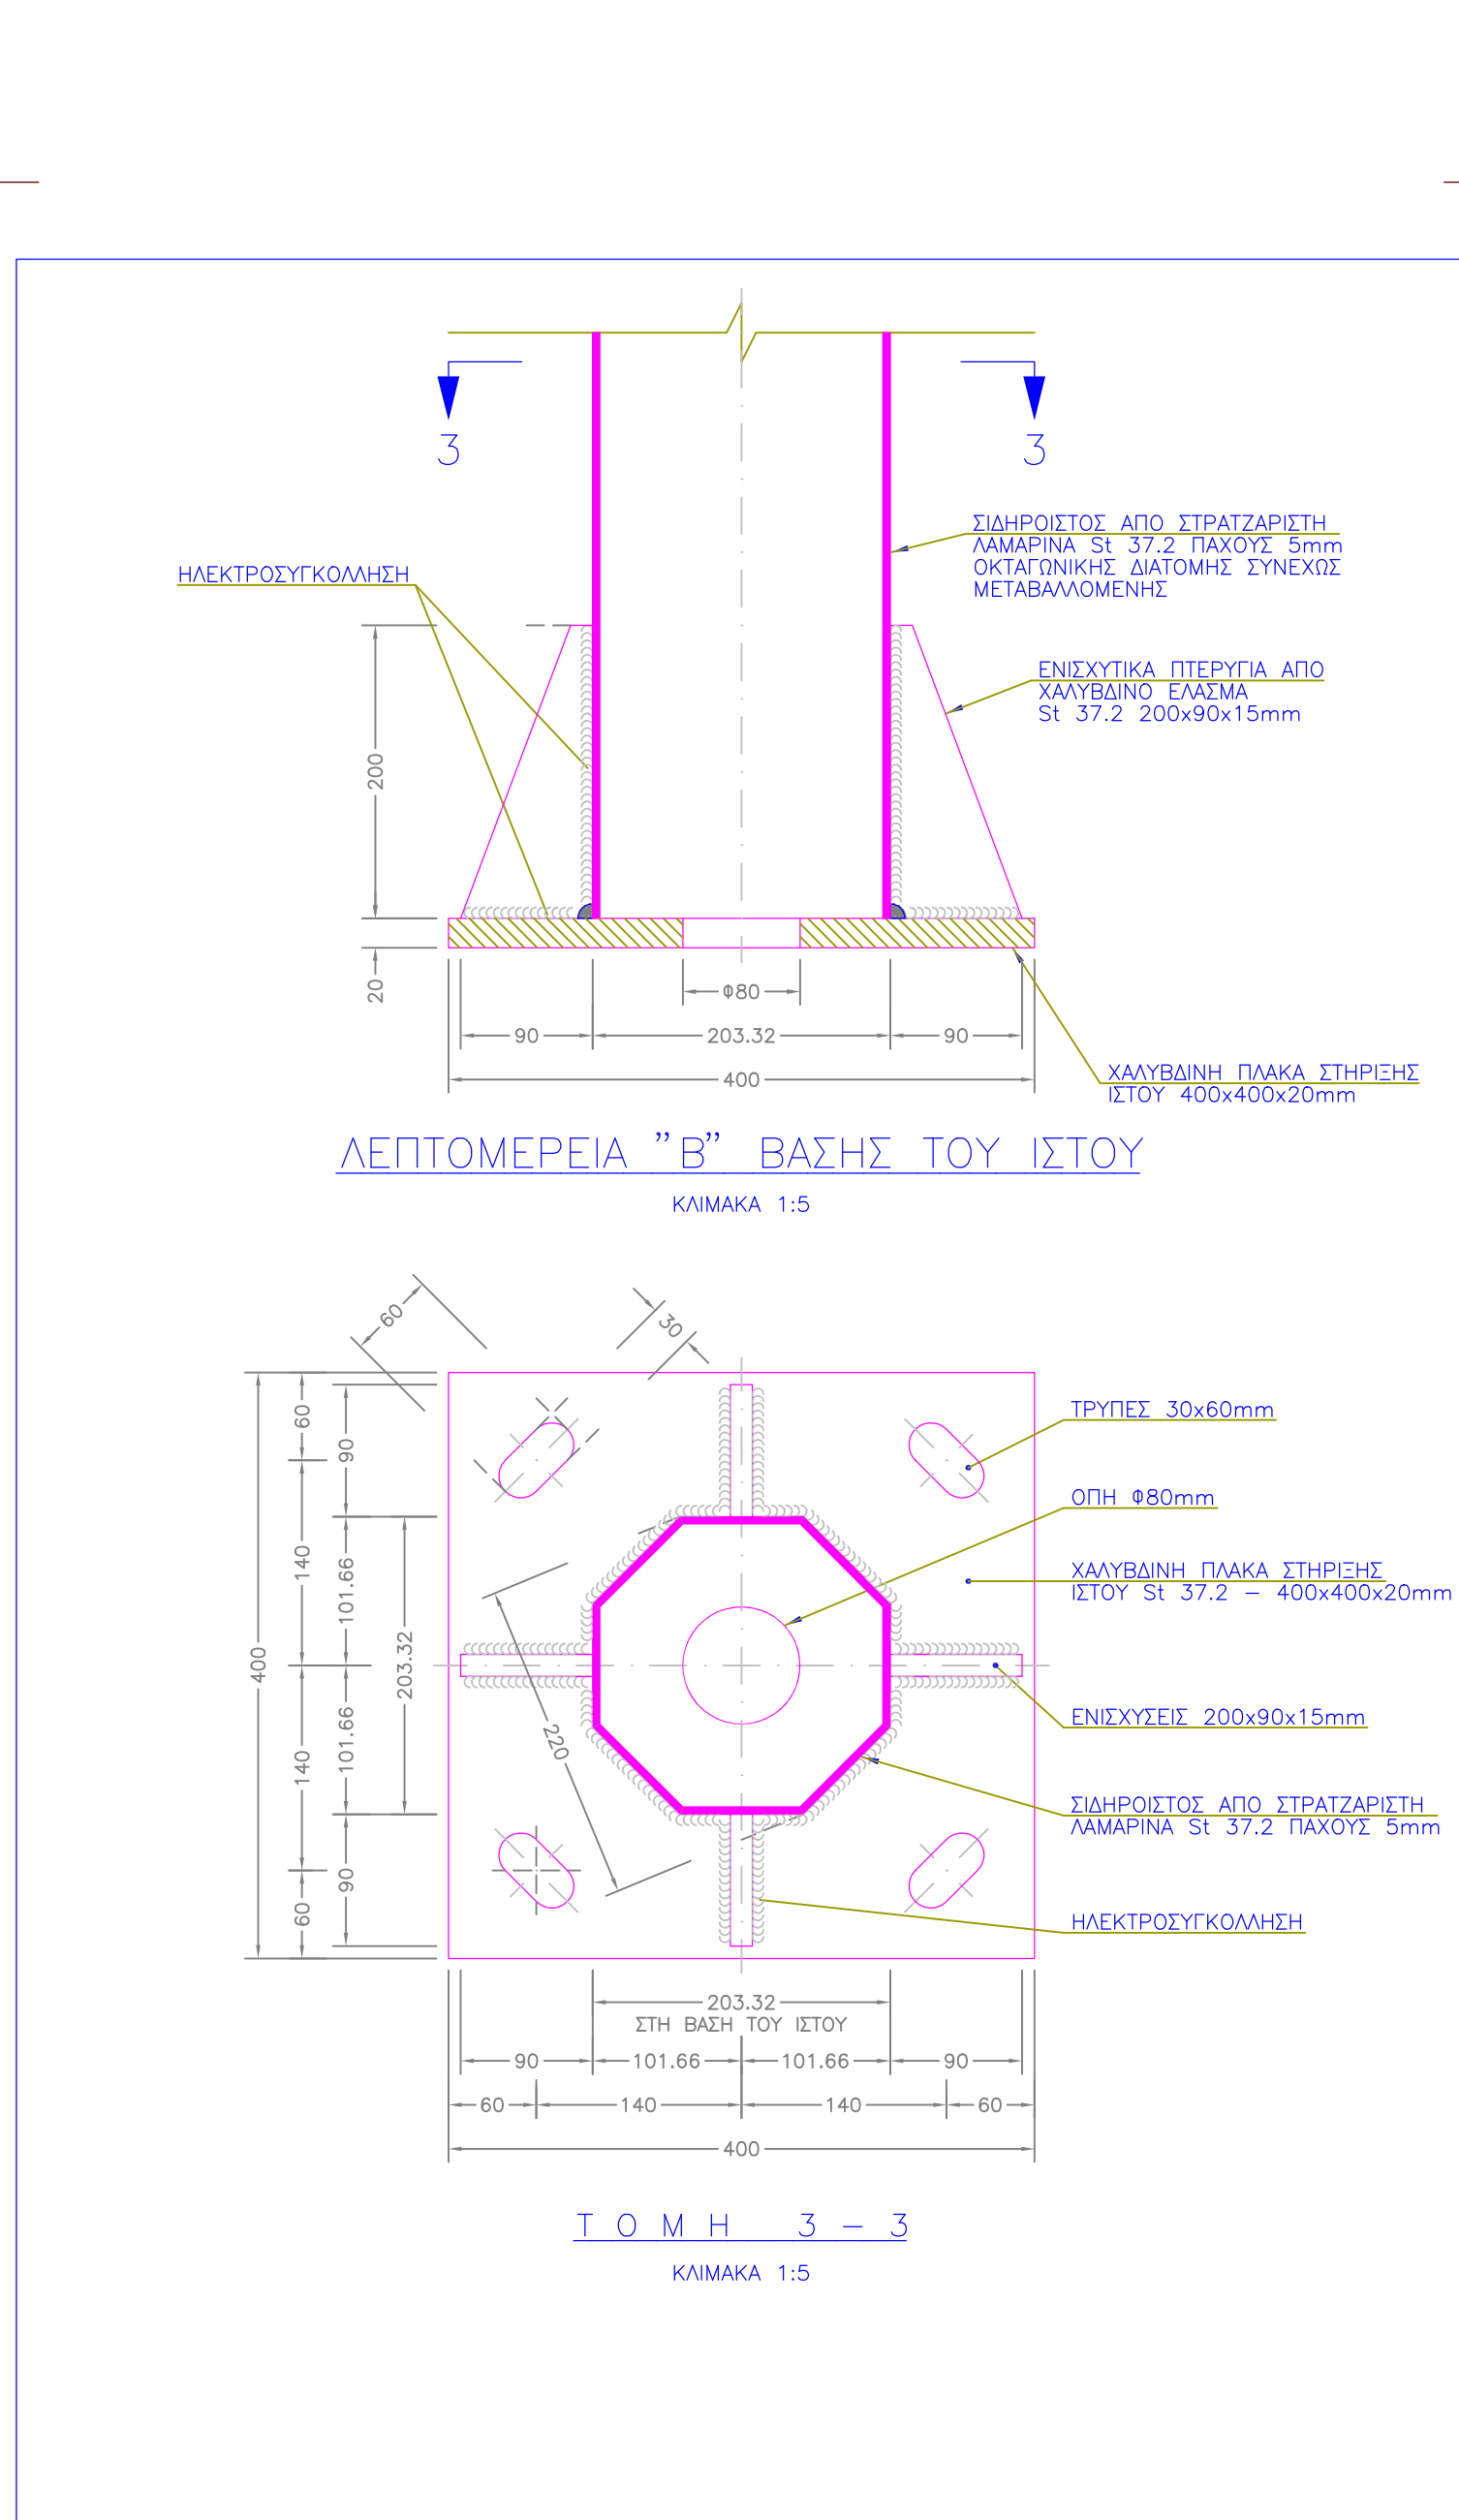 3
3
ΣΙΔΗΡΟΙΣΤΟΣ ΑΠΟ ΣΤΡΑΤΖΑΡΙΣΤΗ
ΛΑΜΑΡΙΝΑ St 37.2 ΠΑΧΟΥΣ 5mm
ΟΚΤΑΓΩΝΙΚΗΣ ΔΙΑΤΟΜΗΣ ΣΥΝΕΧΩΣ
ΜΕΤΑΒΑΛΛΟΜΕΝΗΣ
ΗΛΕΚΤΡΟΣΥΓΚΟΛΛΗΣΗ
ΕΝΙΣΧΥΤΙΚΑ ΠΤΕΡΥΓΙΑ ΑΠΟ
ΧΑΛΥΒΔΙΝΟ ΕΛΑΣΜΑ
St 37.2 200x90x15mm
200
20
Φ80
90
203.32
90
400
ΧΑΛΥΒΔΙΝΗ ΠΛΑΚΑ ΣΤΗΡΙΞΗΣ
ΙΣΤΟΥ 400x400x20mm
ΛΕΠΤΟΜΕΡΕΙΑ "Β" ΒΑΣΗΣ ΤΟΥ ΙΣΤΟΥ
ΚΛΙΜΑΚΑ 1:5
60
30
60
90
140
101.66
203.32
400
101.66
140
90
60
220
ΤΡΥΠΕΣ 30x60mm
ΟΠΗ Φ80mm
ΧΑΛΥΒΔΙΝΗ ΠΛΑΚΑ ΣΤΗΡΙΞΗΣ
ΙΣΤΟΥ St 37.2 – 400x400x20mm
ΕΝΙΣΧΥΣΕΙΣ 200x90x15mm
ΣΙΔΗΡΟΙΣΤΟΣ ΑΠΟ ΣΤΡΑΤΖΑΡΙΣΤΗ
ΛΑΜΑΡΙΝΑ St 37.2 ΠΑΧΟΥΣ 5mm
ΗΛΕΚΤΡΟΣΥΓΚΟΛΛΗΣΗ
203.32
ΣΤΗ ΒΑΣΗ ΤΟΥ ΙΣΤΟΥ
90
101.66
101.66
90
60
140
140
60
400
Τ Ο Μ Η 3 – 3
ΚΛΙΜΑΚΑ 1:5